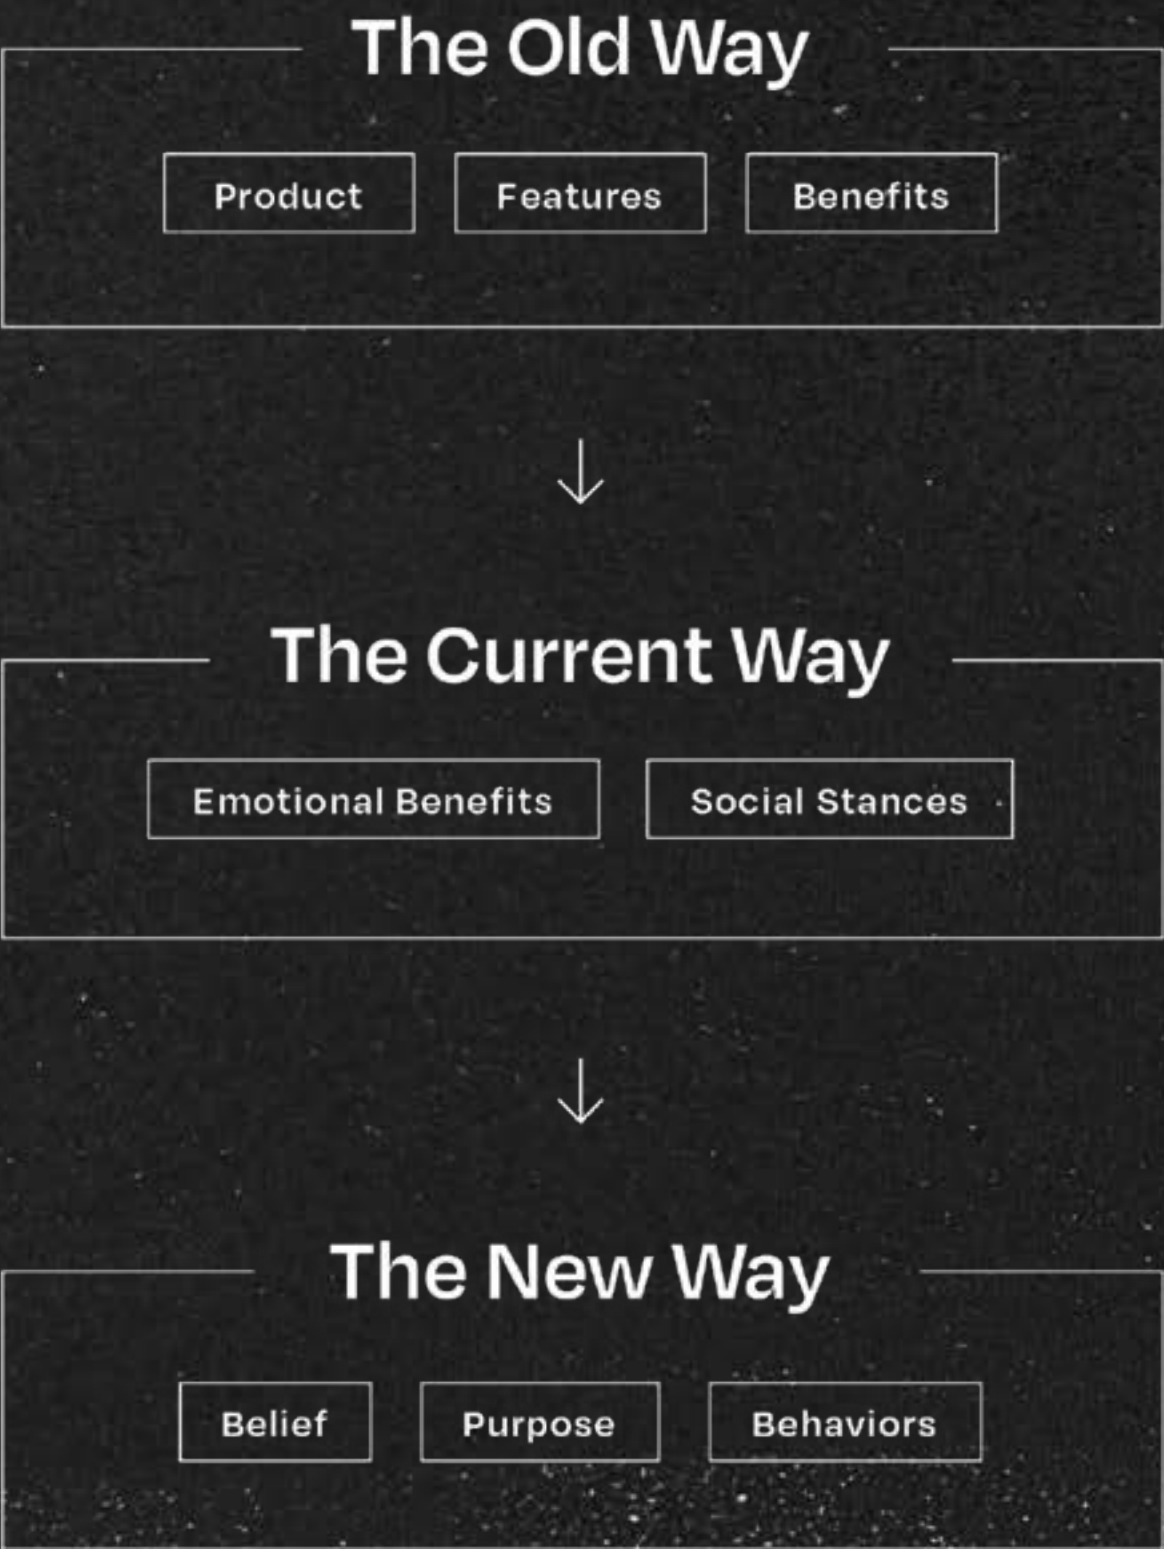 The Old Way
Product Features Benefits
The Current Way
Emotional Benefits Social Stances
The New Way
Belief Purpose Behaviors